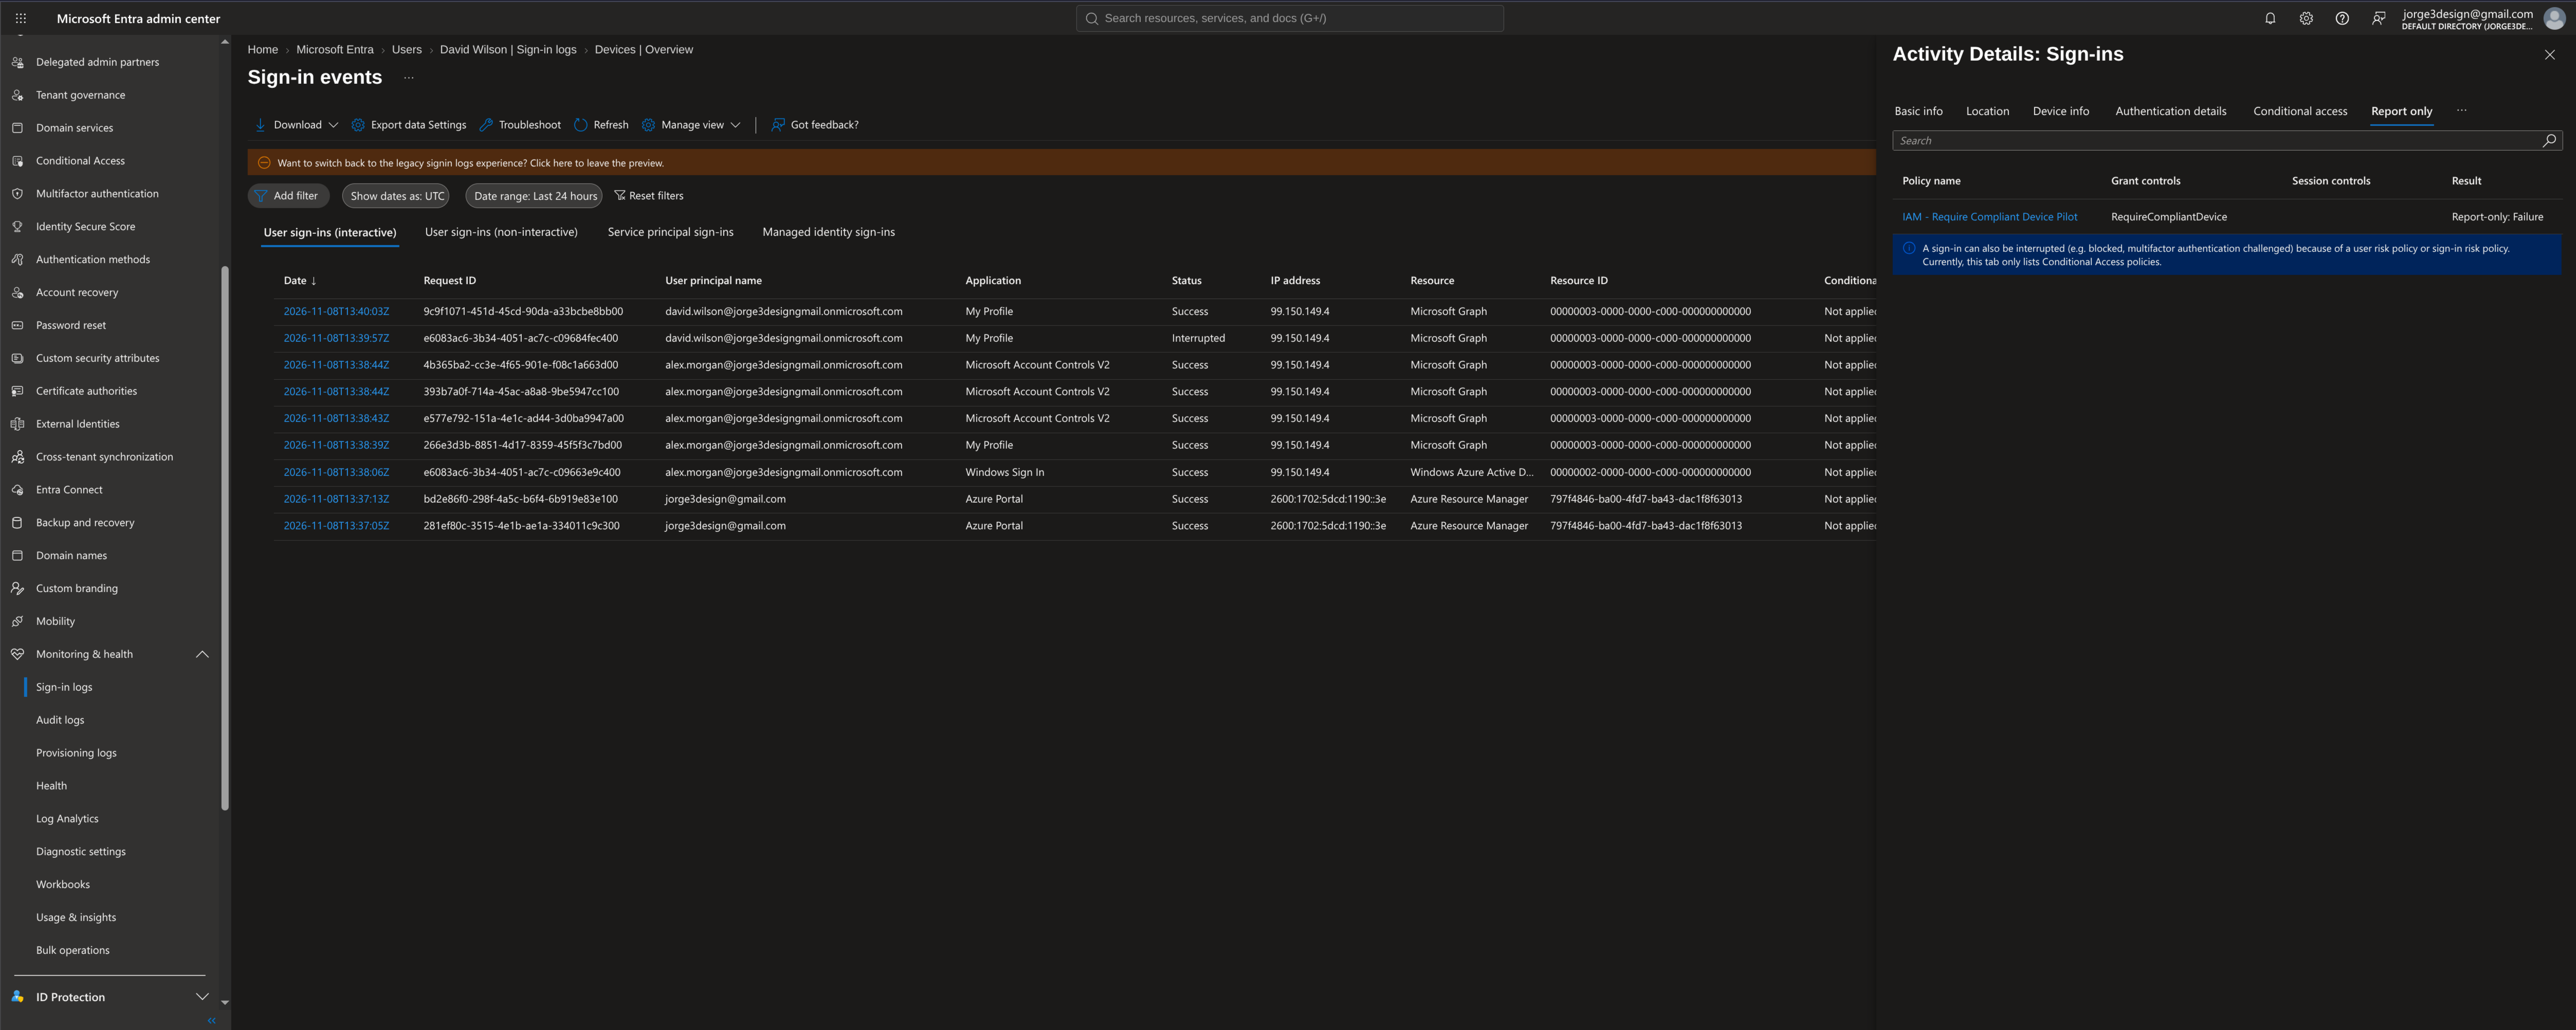 Microsoft Entra admin center
Search resources, services, and docs (G+/)
jorge3design@gmail.com
DEFAULT DIRECTORY (JORGE3DE...
Delegated admin partners
Tenant governance
Domain services
Conditional Access
Multifactor authentication
Identity Secure Score
Authentication methods
Account recovery
Password reset
Custom security attributes
Certificate authorities
External Identities
Cross-tenant synchronization
Entra Connect
Backup and recovery
Domain names
Custom branding
Mobility
Monitoring & health
Sign-in logs
Audit logs
Provisioning logs
Health
Log Analytics
Diagnostic settings
Workbooks
Usage & insights
Bulk operations
ID Protection
Home › Microsoft Entra › Users › David Wilson | Sign-in logs › Devices | Overview
Sign-in events ...
Download Export data Settings Troubleshoot Refresh Manage view | Got feedback?
Want to switch back to the legacy signin logs experience? Click here to leave the preview.
Add filter Show dates as: UTC Date range: Last 24 hours Reset filters
User sign-ins (interactive) User sign-ins (non-interactive) Service principal sign-ins Managed identity sign-ins
Date ↓ Request ID User principal name Application Status IP address Resource Resource ID Conditiona
2026-11-08T13:40:03Z 9c9f1071-451d-45cd-90da-a33bcbe8bb00 david.wilson@jorge3designgmail.onmicrosoft.com My Profile Success 99.150.149.4 Microsoft Graph 00000003-0000-0000-c000-000000000000 Not applied
2026-11-08T13:39:57Z e6083ac6-3b34-4051-ac7c-c09684fec400 david.wilson@jorge3designgmail.onmicrosoft.com My Profile Interrupted 99.150.149.4 Microsoft Graph 00000003-0000-0000-c000-000000000000 Not applied
2026-11-08T13:38:44Z 4b365ba2-cc3e-4f65-901e-f08c1a663d00 alex.morgan@jorge3designgmail.onmicrosoft.com Microsoft Account Controls V2 Success 99.150.149.4 Microsoft Graph 00000003-0000-0000-c000-000000000000 Not applied
2026-11-08T13:38:44Z 393b7a0f-714a-45ac-a8a8-9be5947cc100 alex.morgan@jorge3designgmail.onmicrosoft.com Microsoft Account Controls V2 Success 99.150.149.4 Microsoft Graph 00000003-0000-0000-c000-000000000000 Not applied
2026-11-08T13:38:43Z e577e792-151a-4e1c-ad44-3d0ba9947a00 alex.morgan@jorge3designgmail.onmicrosoft.com Microsoft Account Controls V2 Success 99.150.149.4 Microsoft Graph 00000003-0000-0000-c000-000000000000 Not applied
2026-11-08T13:38:39Z 266e3d3b-8851-4d17-8359-45f5f3c7bd00 alex.morgan@jorge3designgmail.onmicrosoft.com My Profile Success 99.150.149.4 Microsoft Graph 00000003-0000-0000-c000-000000000000 Not applied
2026-11-08T13:38:06Z e6083ac6-3b34-4051-ac7c-c09663e9c400 alex.morgan@jorge3designgmail.onmicrosoft.com Windows Sign In Success 99.150.149.4 Windows Azure Active D... 00000002-0000-0000-c000-000000000000 Not applied
2026-11-08T13:37:13Z bd2e86f0-298f-4a5c-b6f4-6b919e83e100 jorge3design@gmail.com Azure Portal Success 2600:1702:5dcd:1190::3e Azure Resource Manager 797f4846-ba00-4fd7-ba43-dac1f8f63013 Not applied
2026-11-08T13:37:05Z 281ef80c-3515-4e1b-ae1a-334011c9c300 jorge3design@gmail.com Azure Portal Success 2600:1702:5dcd:1190::3e Azure Resource Manager 797f4846-ba00-4fd7-ba43-dac1f8f63013 Not applied
Activity Details: Sign-ins
Basic info Location Device info Authentication details Conditional access Report only ...
Search
Policy name Grant controls Session controls Result
IAM - Require Compliant Device Pilot RequireCompliantDevice Report-only: Failure
A sign-in can also be interrupted (e.g. blocked, multifactor authentication challenged) because of a user risk policy or sign-in risk policy.
Currently, this tab only lists Conditional Access policies.